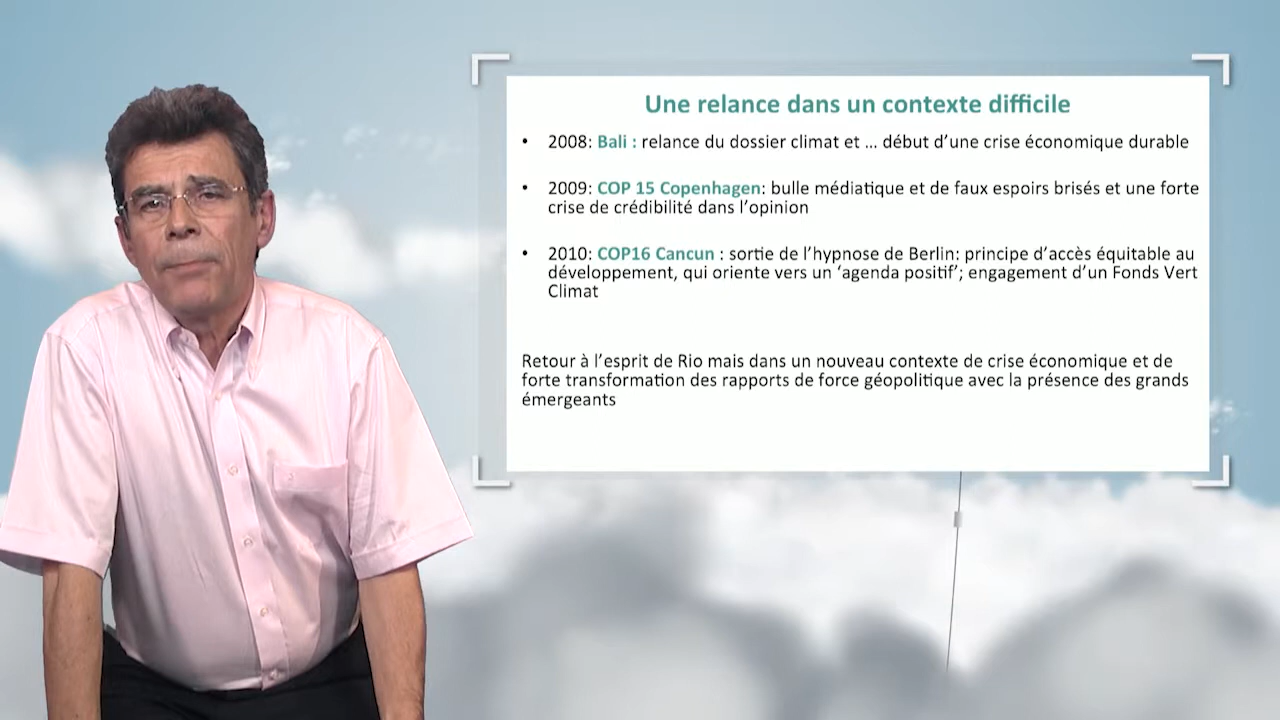 Une relance dans un contexte difficile
• 2008: Bali : relance du dossier climat et ... début d'une crise économique durable
• 2009: COP 15 Copenhagen: bulle médiatique et de faux espoirs brisés et une forte
crise de crédibilité dans l'opinion
• 2010: COP16 Cancun : sortie de l'hypnose de Berlin: principe d'accès équitable au
développement, qui oriente vers un 'agenda positif'; engagement d'un Fonds Vert
Climat
Retour à l'esprit de Rio mais dans un nouveau contexte de crise économique et de
forte transformation des rapports de force géopolitique avec la présence des grands
émergeants